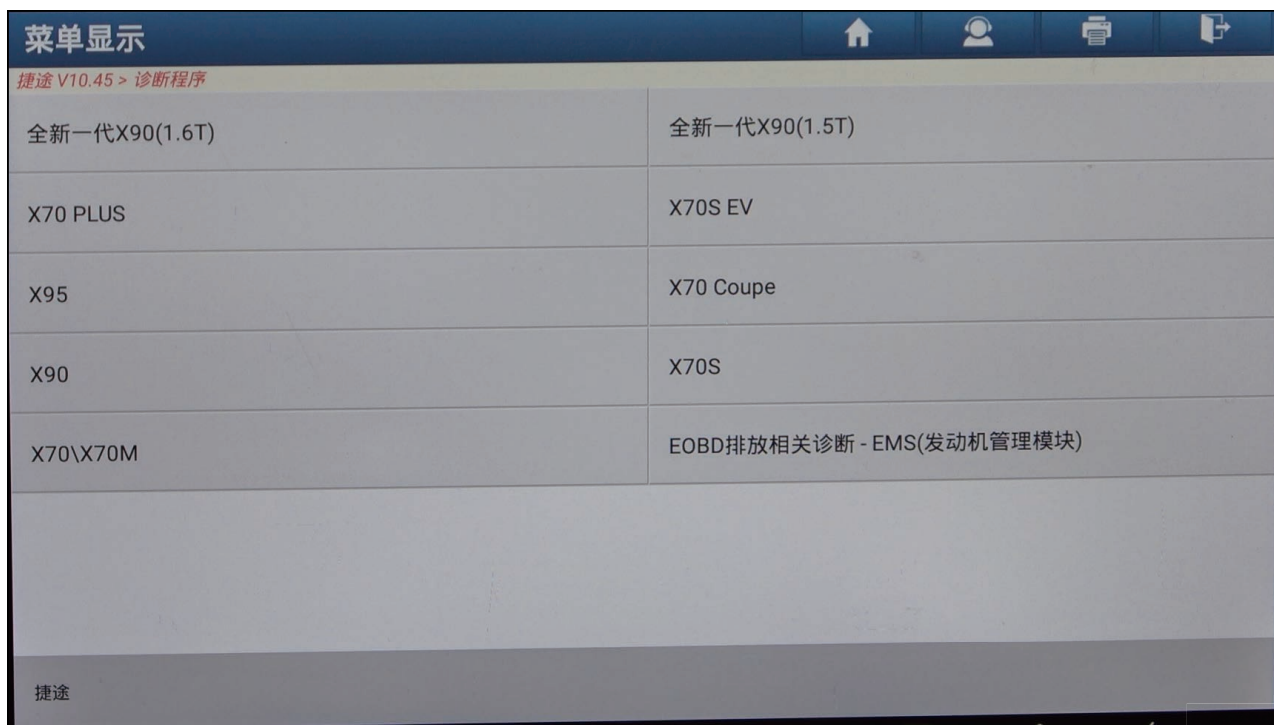 菜单显示
捷途 V10.45 > 诊断程序
全新一代X90(1.6T)
全新一代X90(1.5T)
X70 PLUS
X70S EV
X95
X70 Coupe
X90
X70S
X70\X70M
EOBD排放相关诊断 - EMS(发动机管理模块)
捷途